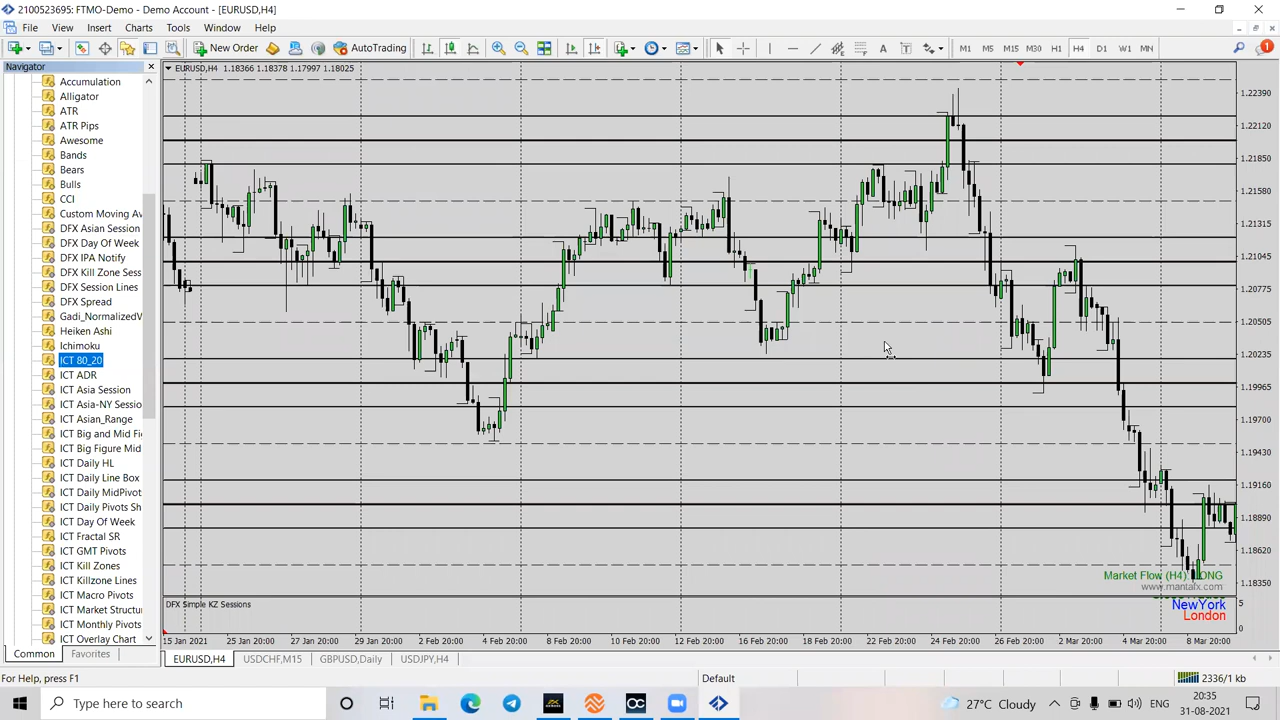 2100523695: FTMO-Demo - Demo Account - [EURUSD,H4]
File View Insert Charts Tools Window Help
New Order AutoTrading M1 M5 M15 M30 H1 H4 D1 W1 MN 1
Navigator
Accumulation
Alligator
ATR
ATR Pips
Awesome
Bands
Bears
Bulls
CCI
Custom Moving Av
DFX Asian Session
DFX Day Of Week
DFX IPA Notify
DFX Kill Zone Sess
DFX Session Lines
DFX Spread
Gadi_NormalizedV
Heiken Ashi
Ichimoku
ICT 80_20
ICT ADR
ICT Asia Session
ICT Asia-NY Sessio
ICT Asian_Range
ICT Big and Mid Fi
ICT Big Figure Mid
ICT Daily HL
ICT Daily Line Box
ICT Daily MidPivots
ICT Daily Pivots Sh
ICT Day Of Week
ICT Fractal SR
ICT GMT Pivots
ICT Kill Zones
ICT Killzone Lines
ICT Macro Pivots
ICT Market Structu
ICT Monthly Pivots
ICT Overlay Chart
Common Favorites
EURUSD,H4 1.18366 1.18378 1.17997 1.18025
1.22390
1.22120
1.21850
1.21580
1.21315
1.21045
1.20775
1.20505
1.20235
1.19965
1.19700
1.19430
1.19160
1.18890
1.18620
1.18350
Market Flow (H4): LONG
www.mantafx.com
DFX Simple KZ Sessions
NewYork
London
5
0
15 Jan 2021 25 Jan 20:00 27 Jan 20:00 29 Jan 20:00 2 Feb 20:00 4 Feb 20:00 8 Feb 20:00 10 Feb 20:00 12 Feb 20:00 16 Feb 20:00 18 Feb 20:00 22 Feb 20:00 24 Feb 20:00 26 Feb 20:00 2 Mar 20:00 4 Mar 20:00 8 Mar 20:00
EURUSD,H4 USDCHF,M15 GBPUSD,Daily USDJPY,H4
For Help, press F1 Default 2336/1 kb
Type here to search 27°C Cloudy 20:35
31-08-2021